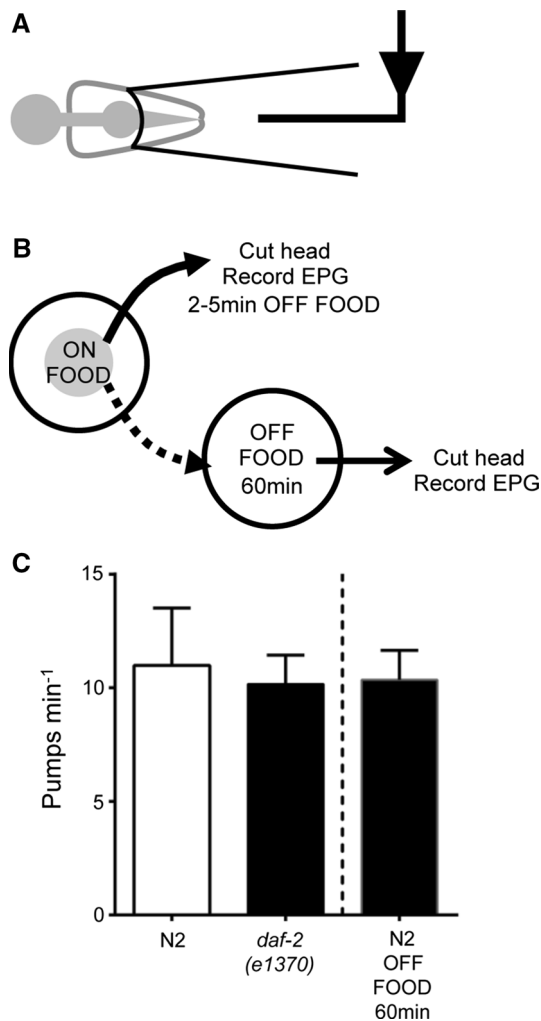 A
B
Cut head
Record EPG
2-5min OFF FOOD
ON
FOOD
OFF
FOOD
60min
Cut head
Record EPG
C
Pumps min⁻¹
15
10
5
0
N2
daf-2
(e1370)
N2
OFF
FOOD
60min